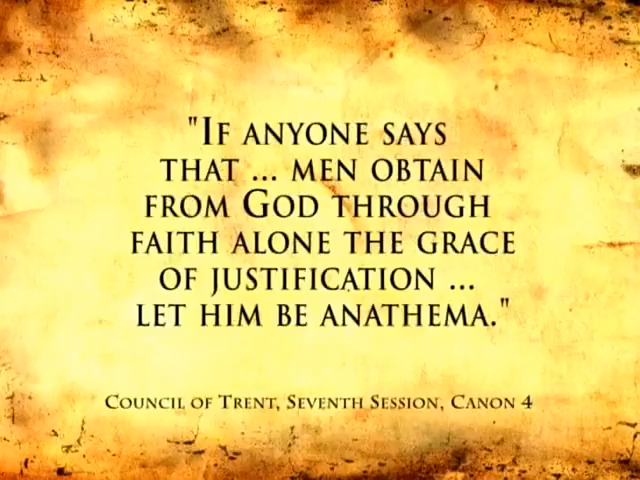 "If anyone says
that ... men obtain
from God through
faith alone the grace
of justification ...
let him be anathema."
Council of Trent, Seventh Session, Canon 4